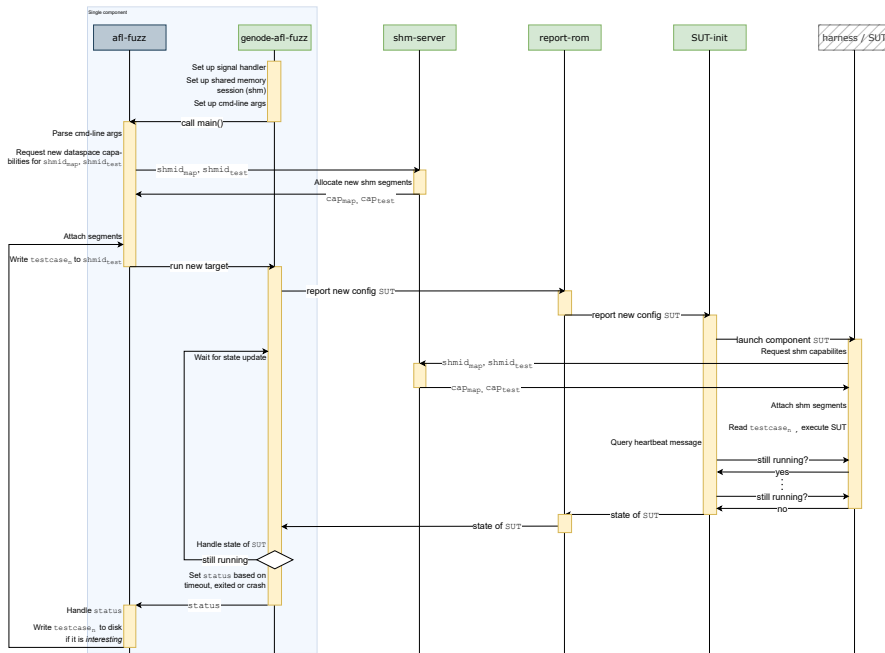 Single component
afl-fuzz
genode-afl-fuzz
shm-server
report-rom
SUT-init
harness / SUT
Set up signal handler
Set up shared memory
session (shm)
Set up cmd-line args
call main()
Parse cmd-line args
Request new dataspace capa-
bilities for shmid_map, shmid_test
shmid_map, shmid_test
Allocate new shm segments
cap_map, cap_test
Attach segments
Write testcase_n to shmid_test
run new target
report new config SUT
report new config SUT
launch component SUT
Request shm capabilites
Wait for state update
shmid_map, shmid_test
cap_map, cap_test
Attach shm segments
Read testcase_n , execute SUT
Query heartbeat message
still running?
yes
⋮
still running?
no
state of SUT
state of SUT
Handle state of SUT
still running
Set status based on
timeout, exited or crash
status
Handle status
Write testcase_n to disk
if it is interesting